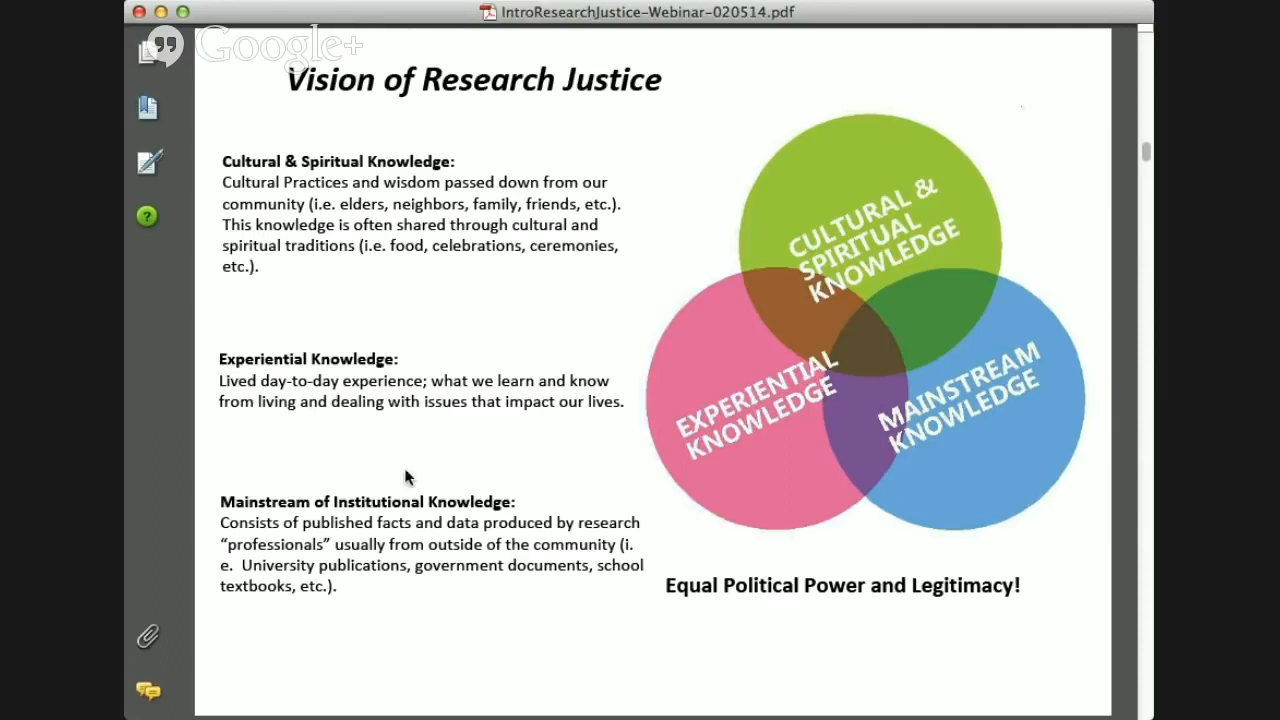 IntroResearchJustice-Webinar-020514.pdf
Google+
Vision of Research Justice
Cultural & Spiritual Knowledge:
Cultural Practices and wisdom passed down from our
community (i.e. elders, neighbors, family, friends, etc.).
This knowledge is often shared through cultural and
spiritual traditions (i.e. food, celebrations, ceremonies,
etc.).
Experiential Knowledge:
Lived day-to-day experience; what we learn and know
from living and dealing with issues that impact our lives.
Mainstream of Institutional Knowledge:
Consists of published facts and data produced by research
“professionals” usually from outside of the community (i.
e. University publications, government documents, school
textbooks, etc.).
CULTURAL &
SPIRITUAL
KNOWLEDGE
EXPERIENTIAL
KNOWLEDGE
MAINSTREAM
KNOWLEDGE
Equal Political Power and Legitimacy!